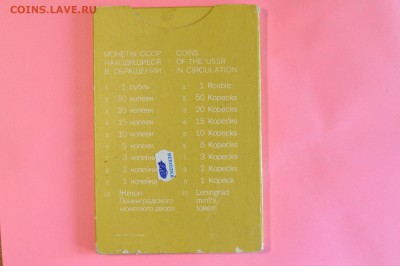 COINS.LAVE.RU
МОНЕТЫ СССР
НАХОДЯЩИЕСЯ
В ОБРАЩЕНИИ
1 рубль
50 копеек
20 копеек
15 копеек
10 копеек
5 копеек
3 копейки
2 копейки
1 копейка
Жетон
Ленинградского
монетного двора
COINS
OF THE USSR
IN CIRCULATION
1 Rouble
50 Kopecks
20 Kopecks
15 Kopecks
10 Kopecks
5 Kopecks
3 Kopecks
2 Kopecks
1 Kopeck
Leningrad
mint's
token